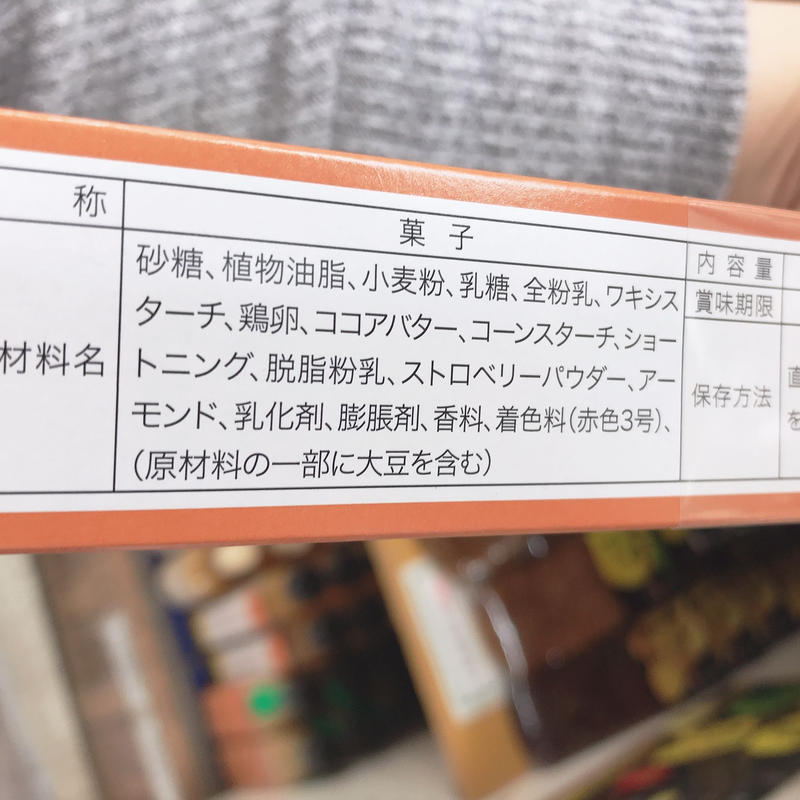 称
菓子
材料名
砂糖、植物油脂、小麦粉、乳糖、全粉乳、ワキシス
ターチ、鶏卵、ココアバター、コーンスターチ、ショー
トニング、脱脂粉乳、ストロベリーパウダー、アー
モンド、乳化剤、膨脹剤、香料、着色料(赤色3号)、
(原材料の一部に大豆を含む)
内容量
賞味期限
保存方法
直
を